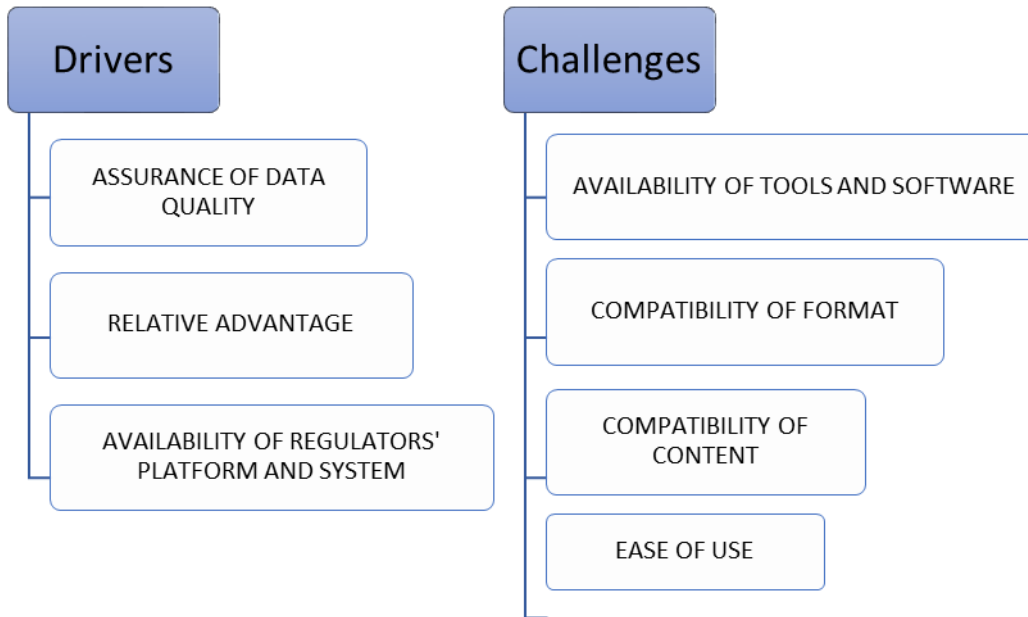 Drivers
ASSURANCE OF DATA
QUALITY
RELATIVE ADVANTAGE
AVAILABILITY OF REGULATORS'
PLATFORM AND SYSTEM
Challenges
AVAILABILITY OF TOOLS AND SOFTWARE
COMPATIBILITY OF FORMAT
COMPATIBILITY OF
CONTENT
EASE OF USE